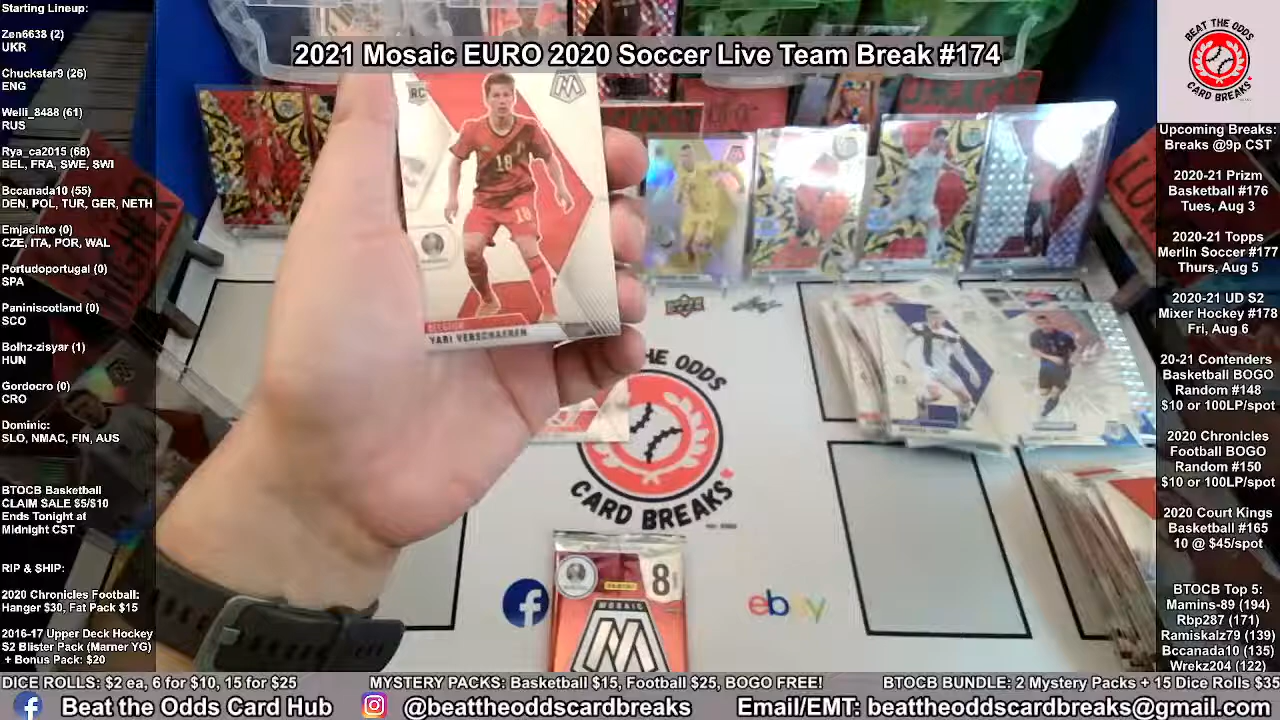 2021 Mosaic EURO 2020 Soccer Live Team Break #174
Starting Lineup:
Zen6638 (2)
UKR
Chuckster9 (26)
ENG
Welli_8488 (61)
RUS
Rya_ca2015 (68)
BEL, FRA, SWE, SWI
Bccanada10 (55)
DEN, POL, TUR, GER, NETH
Emjacinto (0)
CZE, ITA, POR, WAL
Portudoportugal (0)
SPA
Paniniscotland (0)
SCO
Bolhz-zisyar (1)
HUN
Gordocro (0)
CRO
Dominic:
SLO, NMAC, FIN, AUS
BTOCB Basketball
CLAIM SALE $5/$10
Ends Tonight at
Midnight CST
RIP & SHIP:
2020 Chronicles Football:
Hanger $30, Fat Pack $15
2016-17 Upper Deck Hockey
S2 Blister Pack (Marner YG)
+ Bonus Pack: $20
RC
18
18
BELGIUM
YARI VERSCHAEREN
UPPER DECK
THE ODDS
CARD BREAKS
8
PANINI
MOSAIC
ebay
BEAT THE ODDS
CARD BREAKS
Upcoming Breaks:
Breaks @9p CST
2020-21 Prizm
Basketball #176
Tues, Aug 3
2020-21 Topps
Merlin Soccer #177
Thurs, Aug 5
2020-21 UD S2
Mixer Hockey #178
Fri, Aug 6
20-21 Contenders
Basketball BOGO
Random #148
$10 or 100LP/spot
2020 Chronicles
Football BOGO
Random #150
$10 or 100LP/spot
2020 Court Kings
Basketball #165
10 @ $45/spot
BTOCB Top 5:
Mamins-89 (194)
Rbp287 (171)
Ramiskalz79 (139)
Bccanada10 (135)
Wrekz204 (122)
DICE ROLLS: $2 ea, 6 for $10, 15 for $25
MYSTERY PACKS: Basketball $15, Football $25, BOGO FREE!
BTOCB BUNDLE: 2 Mystery Packs + 15 Dice Rolls $35
Beat the Odds Card Hub
@beattheoddscardbreaks
Email/EMT: beattheoddscardbreaks@gmail.com